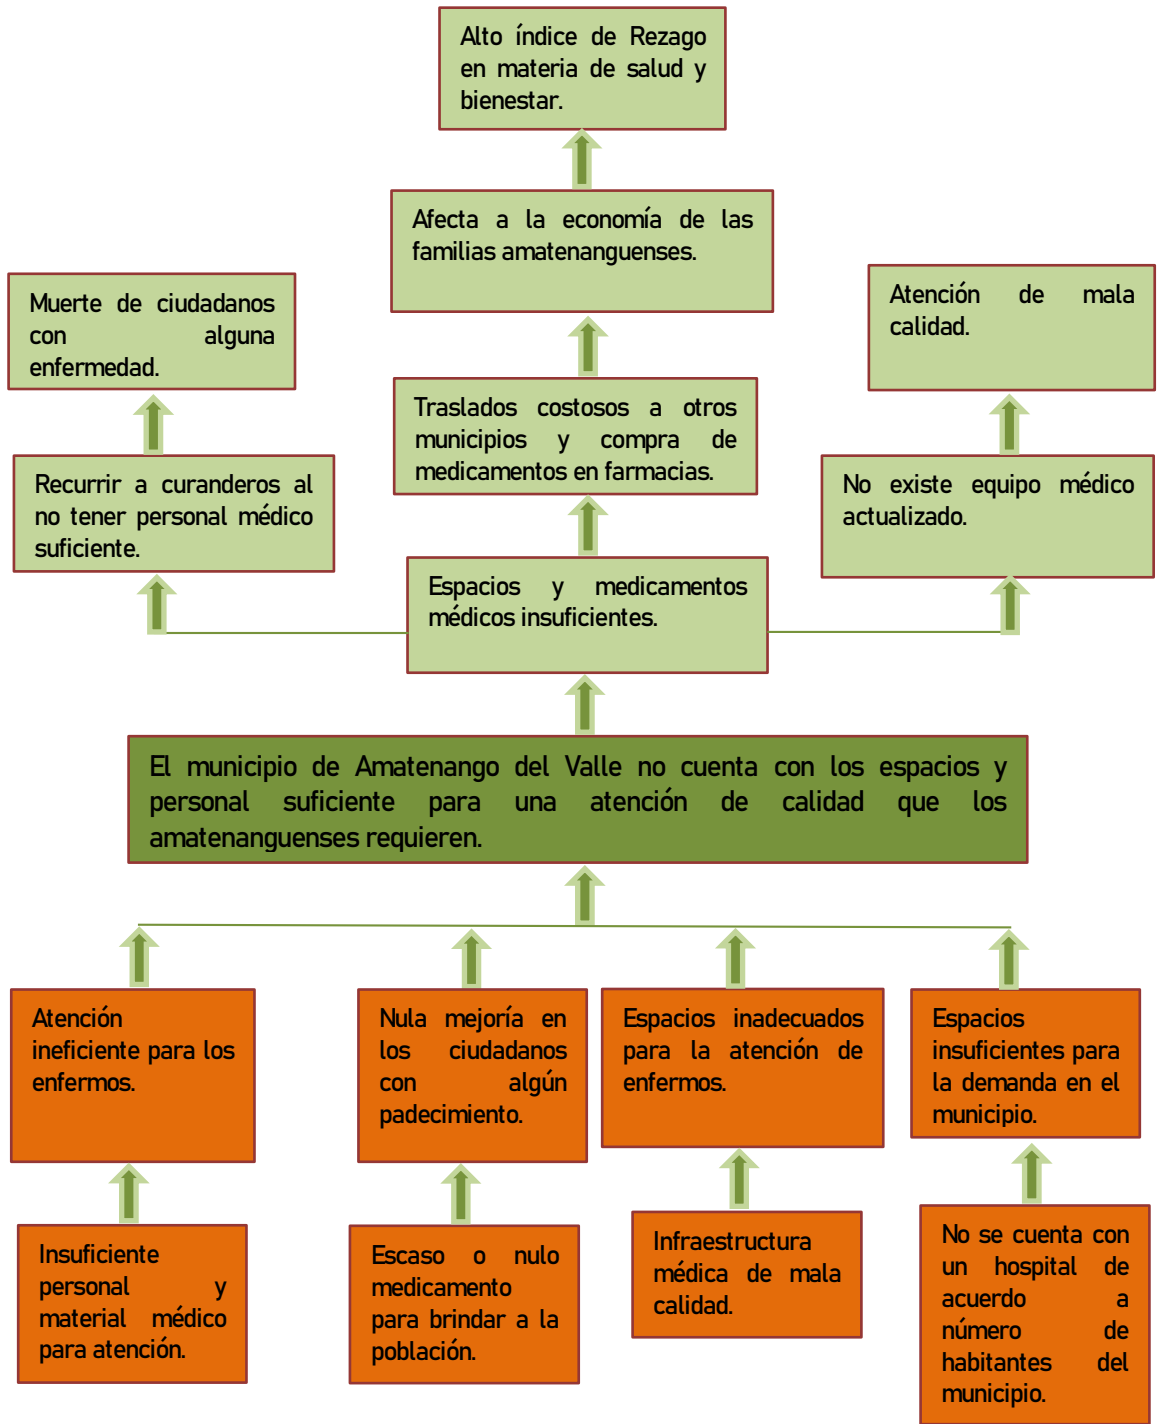 Alto índice de Rezago
en materia de salud y
bienestar.
Afecta a la economía de las
familias amatenanguenses.
Muerte de ciudadanos
con alguna
enfermedad.
Atención de mala
calidad.
Traslados costosos a otros
municipios y compra de
medicamentos en farmacias.
Recurrir a curanderos al
no tener personal médico
suficiente.
No existe equipo médico
actualizado.
Espacios y medicamentos
médicos insuficientes.
El municipio de Amatenango del Valle no cuenta con los espacios y
personal suficiente para una atención de calidad que los
amatenanguenses requieren.
Atención
ineficiente para los
enfermos.
Nula mejoría en
los ciudadanos
con algún
padecimiento.
Espacios inadecuados
para la atención de
enfermos.
Espacios
insuficientes para
la demanda en el
municipio.
Insuficiente
personal y
material médico
para atención.
Escaso o nulo
medicamento
para brindar a la
población.
Infraestructura
médica de mala
calidad.
No se cuenta con
un hospital de
acuerdo a
número de
habitantes del
municipio.